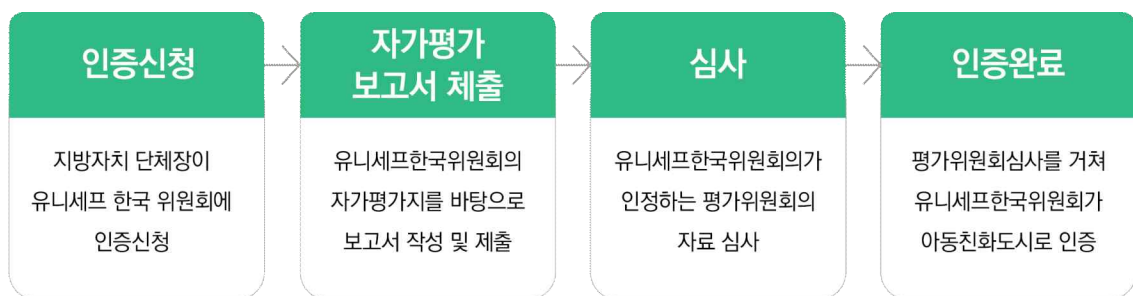 인증신청
지방자치 단체장이
유니세프 한국 위원회에
인증신청
자가평가
보고서 체출
유니세프한국위원회의
자가평가지를 바탕으로
보고서 작성 및 제출
심사
유니세프한국위원회의가
인정하는 평가위원회의
자료 심사
인증완료
평가위원회심사를 거쳐
유니세프한국위원회가
아동친화도시로 인증